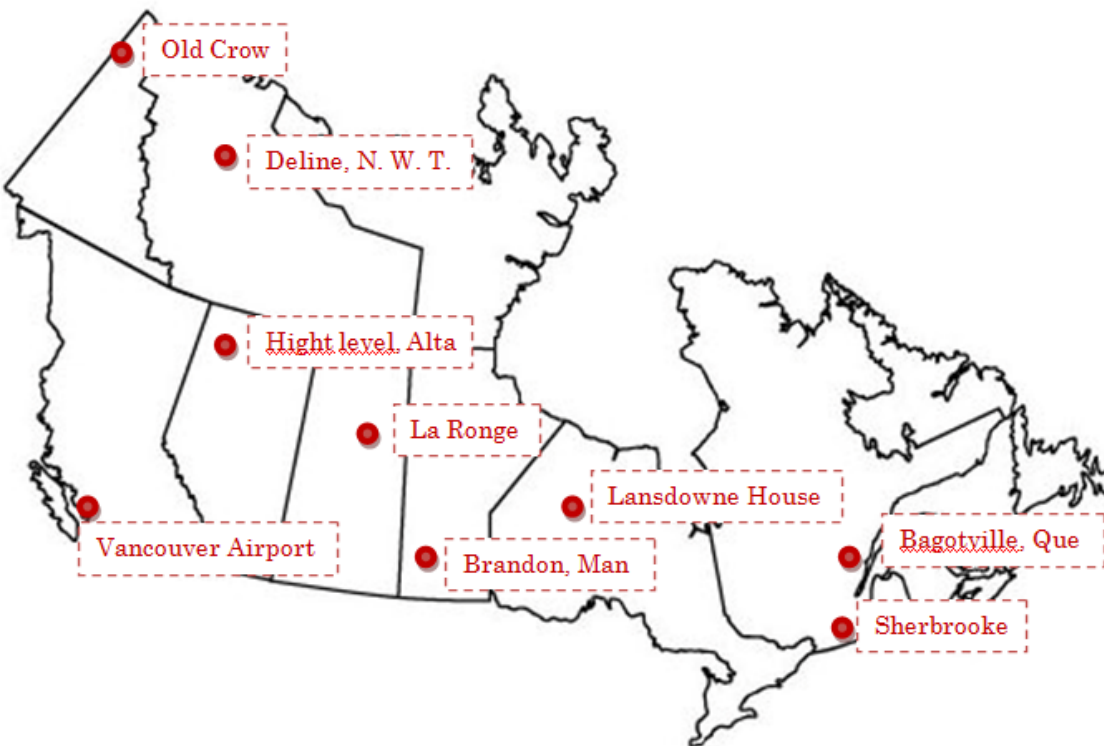 Old Crow
Deline, N. W. T.
Hight level, Alta
La Ronge
Lansdowne House
Vancouver Airport
Brandon, Man
Bagotville, Que
Sherbrooke